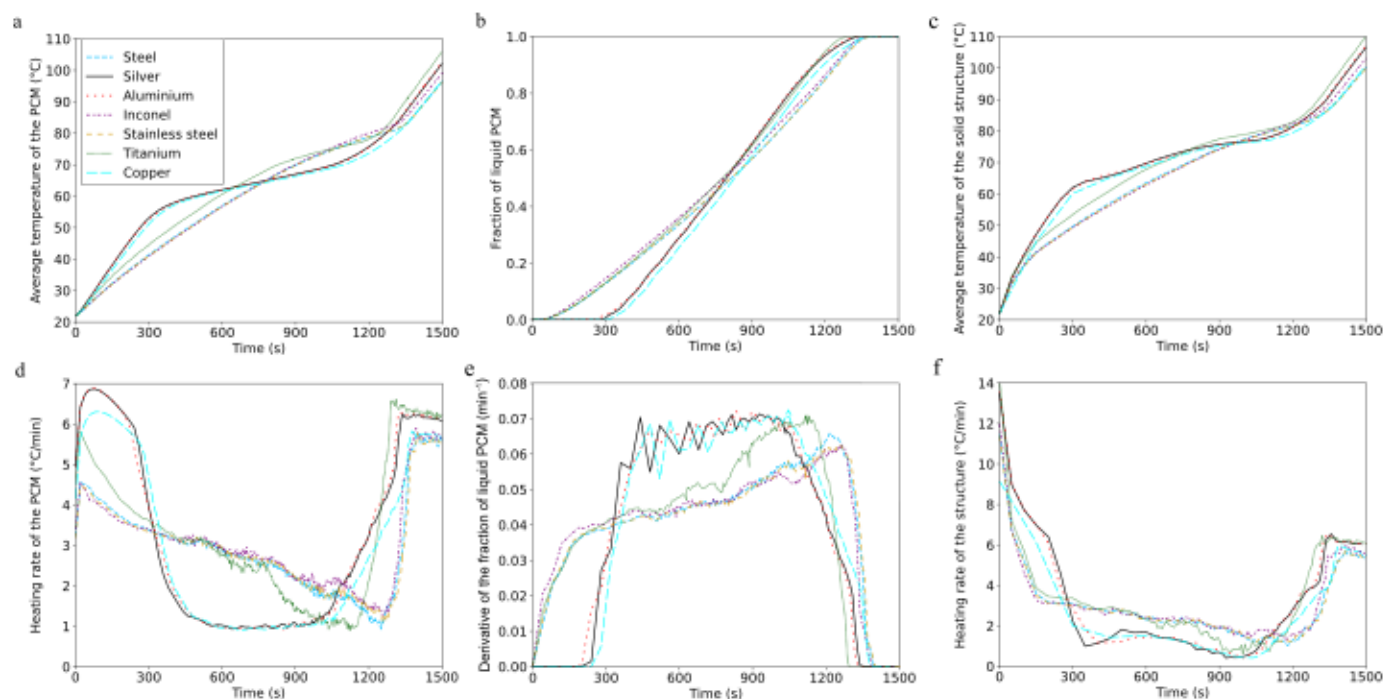 a
Average temperature of the PCM (°C)
110
100
90
80
70
60
50
40
30
20
0 300 600 900 1200 1500
Time (s)
Steel
Silver
Aluminium
Inconel
Stainless steel
Titanium
Copper
b
Fraction of liquid PCM
1.0
0.8
0.6
0.4
0.2
0.0
0 300 600 900 1200 1500
Time (s)
c
Average temperature of the solid structure (°C)
110
100
90
80
70
60
50
40
30
20
0 300 600 900 1200 1500
Time (s)
d
Heating rate of the PCM (°C/min)
7
6
5
4
3
2
1
0
0 300 600 900 1200 1500
Time (s)
e
Derivative of the fraction of liquid PCM (min⁻¹)
0.08
0.07
0.06
0.05
0.04
0.03
0.02
0.01
0.00
0 300 600 900 1200 1500
Time (s)
f
Heating rate of the structure (°C/min)
14
12
10
8
6
4
2
0
0 300 600 900 1200 1500
Time (s)